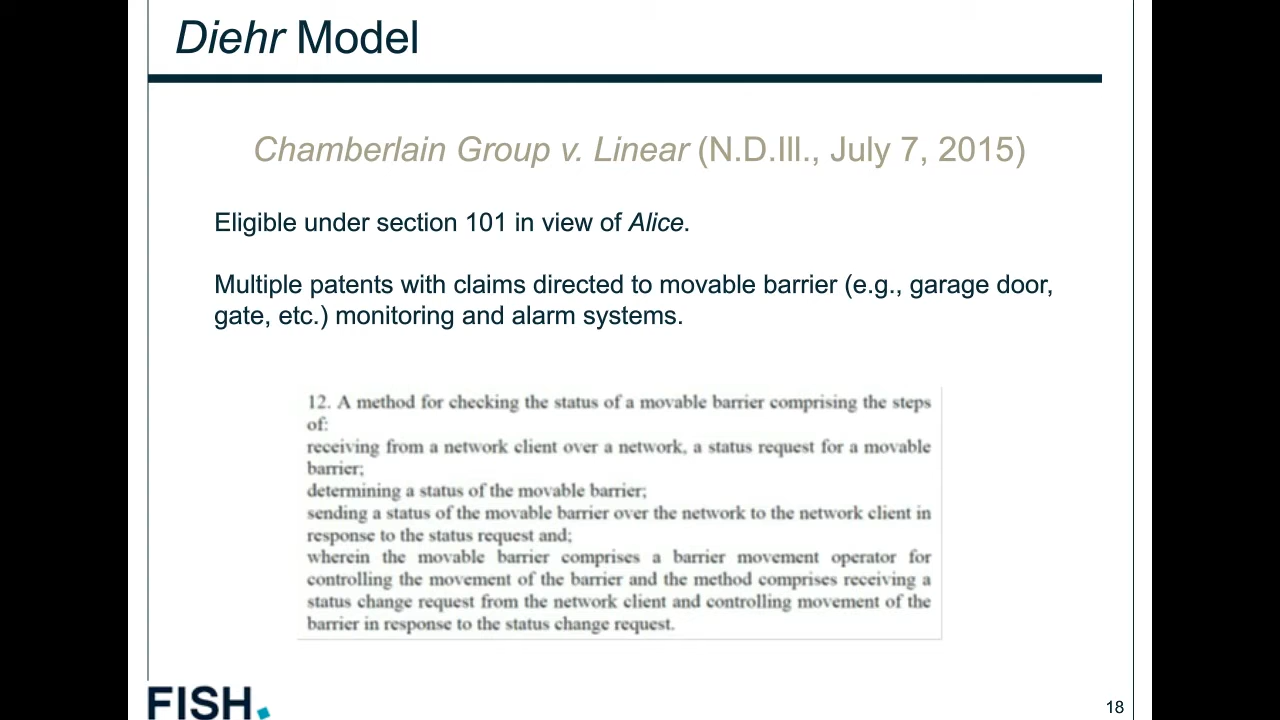 Diehr Model
Chamberlain Group v. Linear (N.D.Ill., July 7, 2015)
Eligible under section 101 in view of Alice.
Multiple patents with claims directed to movable barrier (e.g., garage door,
gate, etc.) monitoring and alarm systems.
12. A method for checking the status of a movable barrier comprising the steps
of:
receiving from a network client over a network, a status request for a movable
barrier;
determining a status of the movable barrier;
sending a status of the movable barrier over the network to the network client in
response to the status request and;
wherein the movable barrier comprises a barrier movement operator for
controlling the movement of the barrier and the method comprises receiving a
status change request from the network client and controlling movement of the
barrier in response to the status change request.
FISH.
18